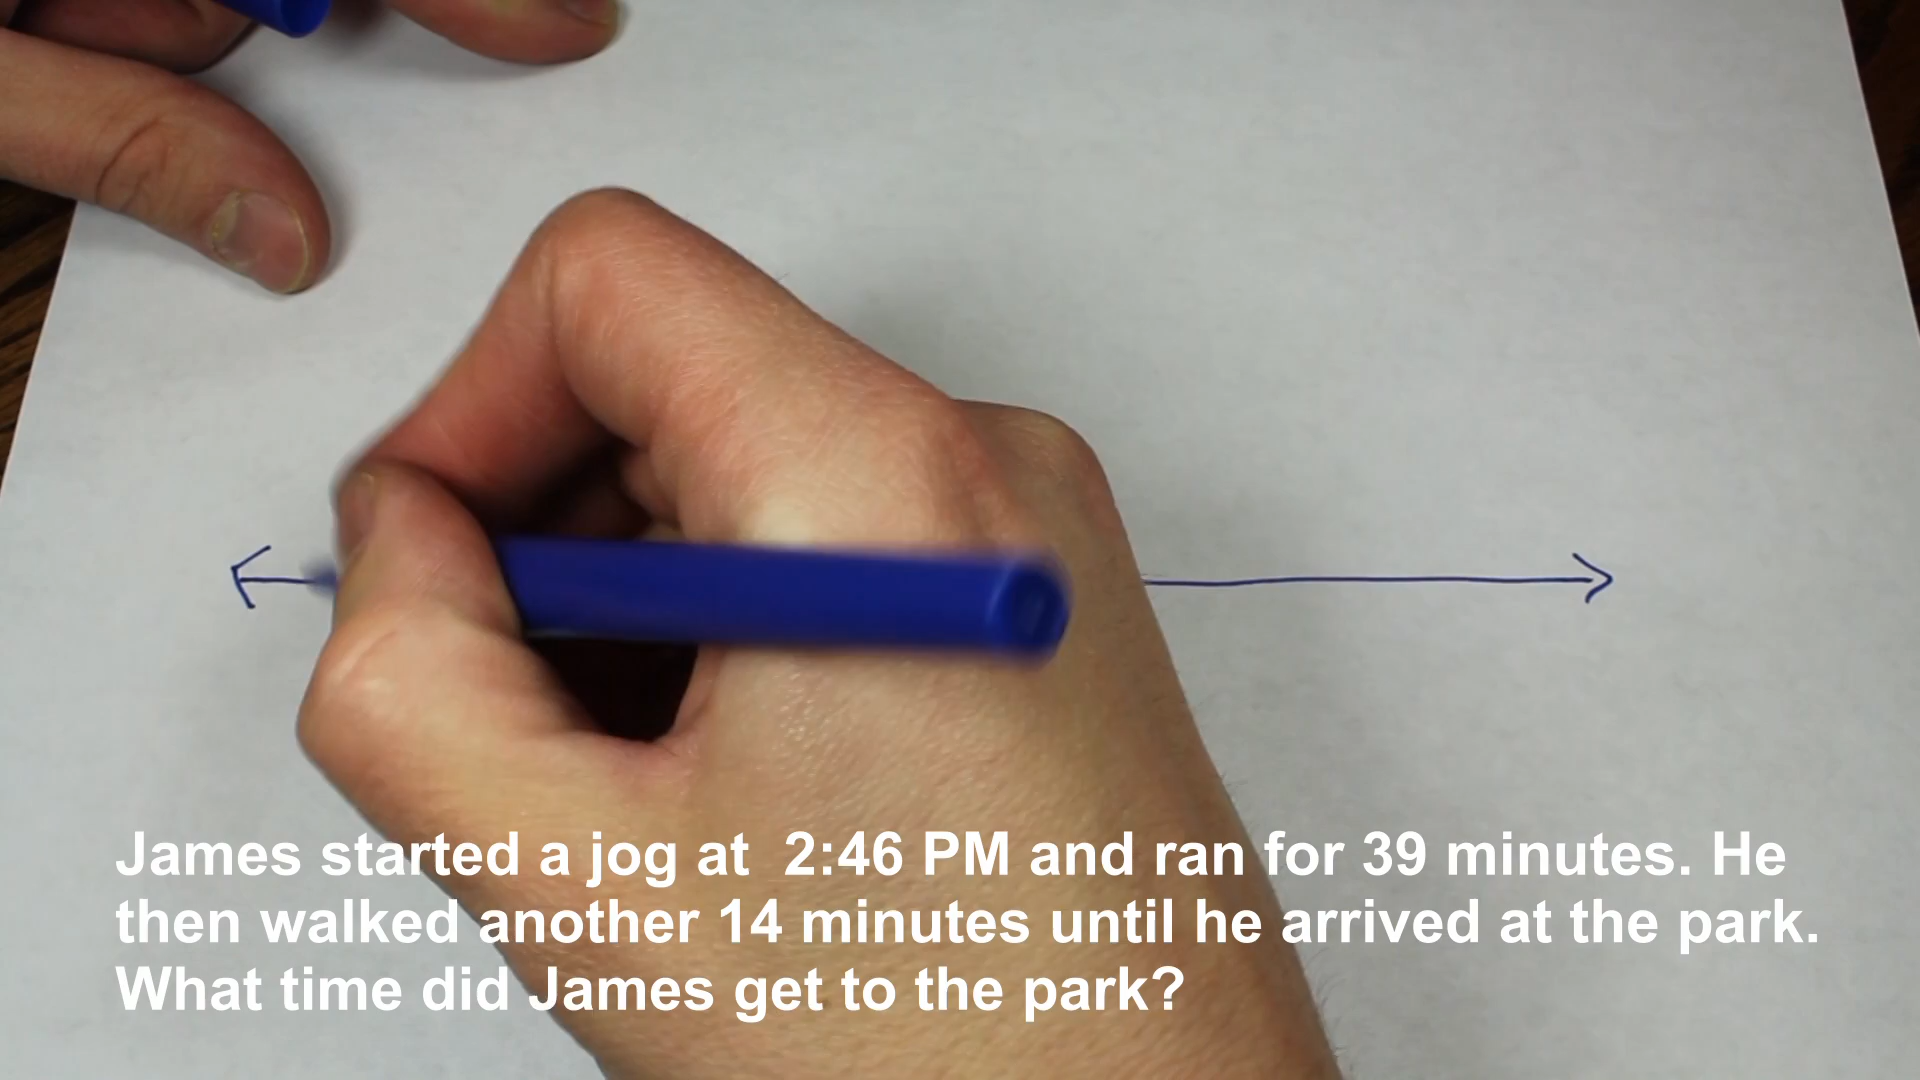 James started a jog at  2:46 PM and ran for 39 minutes. He
then walked another 14 minutes until he arrived at the park.
What time did James get to the park?